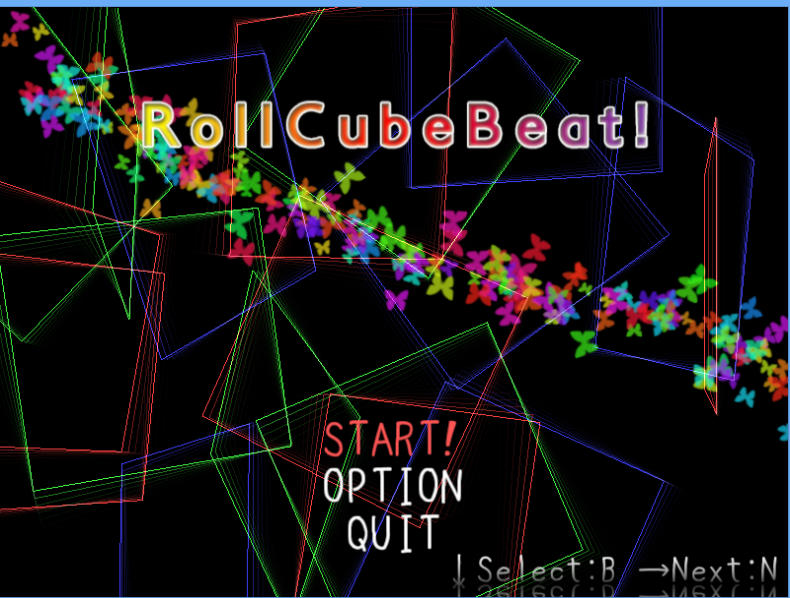 RollCubeBeat!
START!
OPTION
QUIT
↓Select:B →Next:N